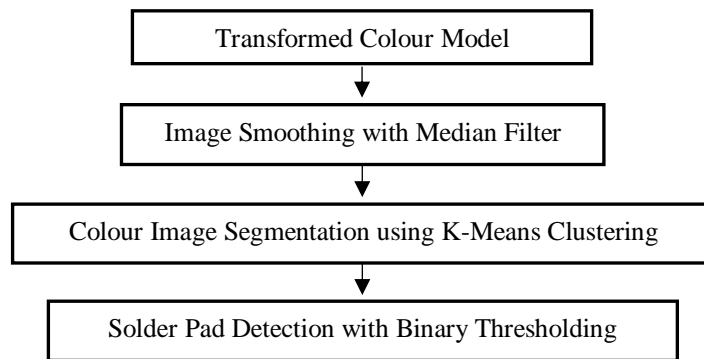 Transformed Colour Model
Image Smoothing with Median Filter
Colour Image Segmentation using K-Means Clustering
Solder Pad Detection with Binary Thresholding